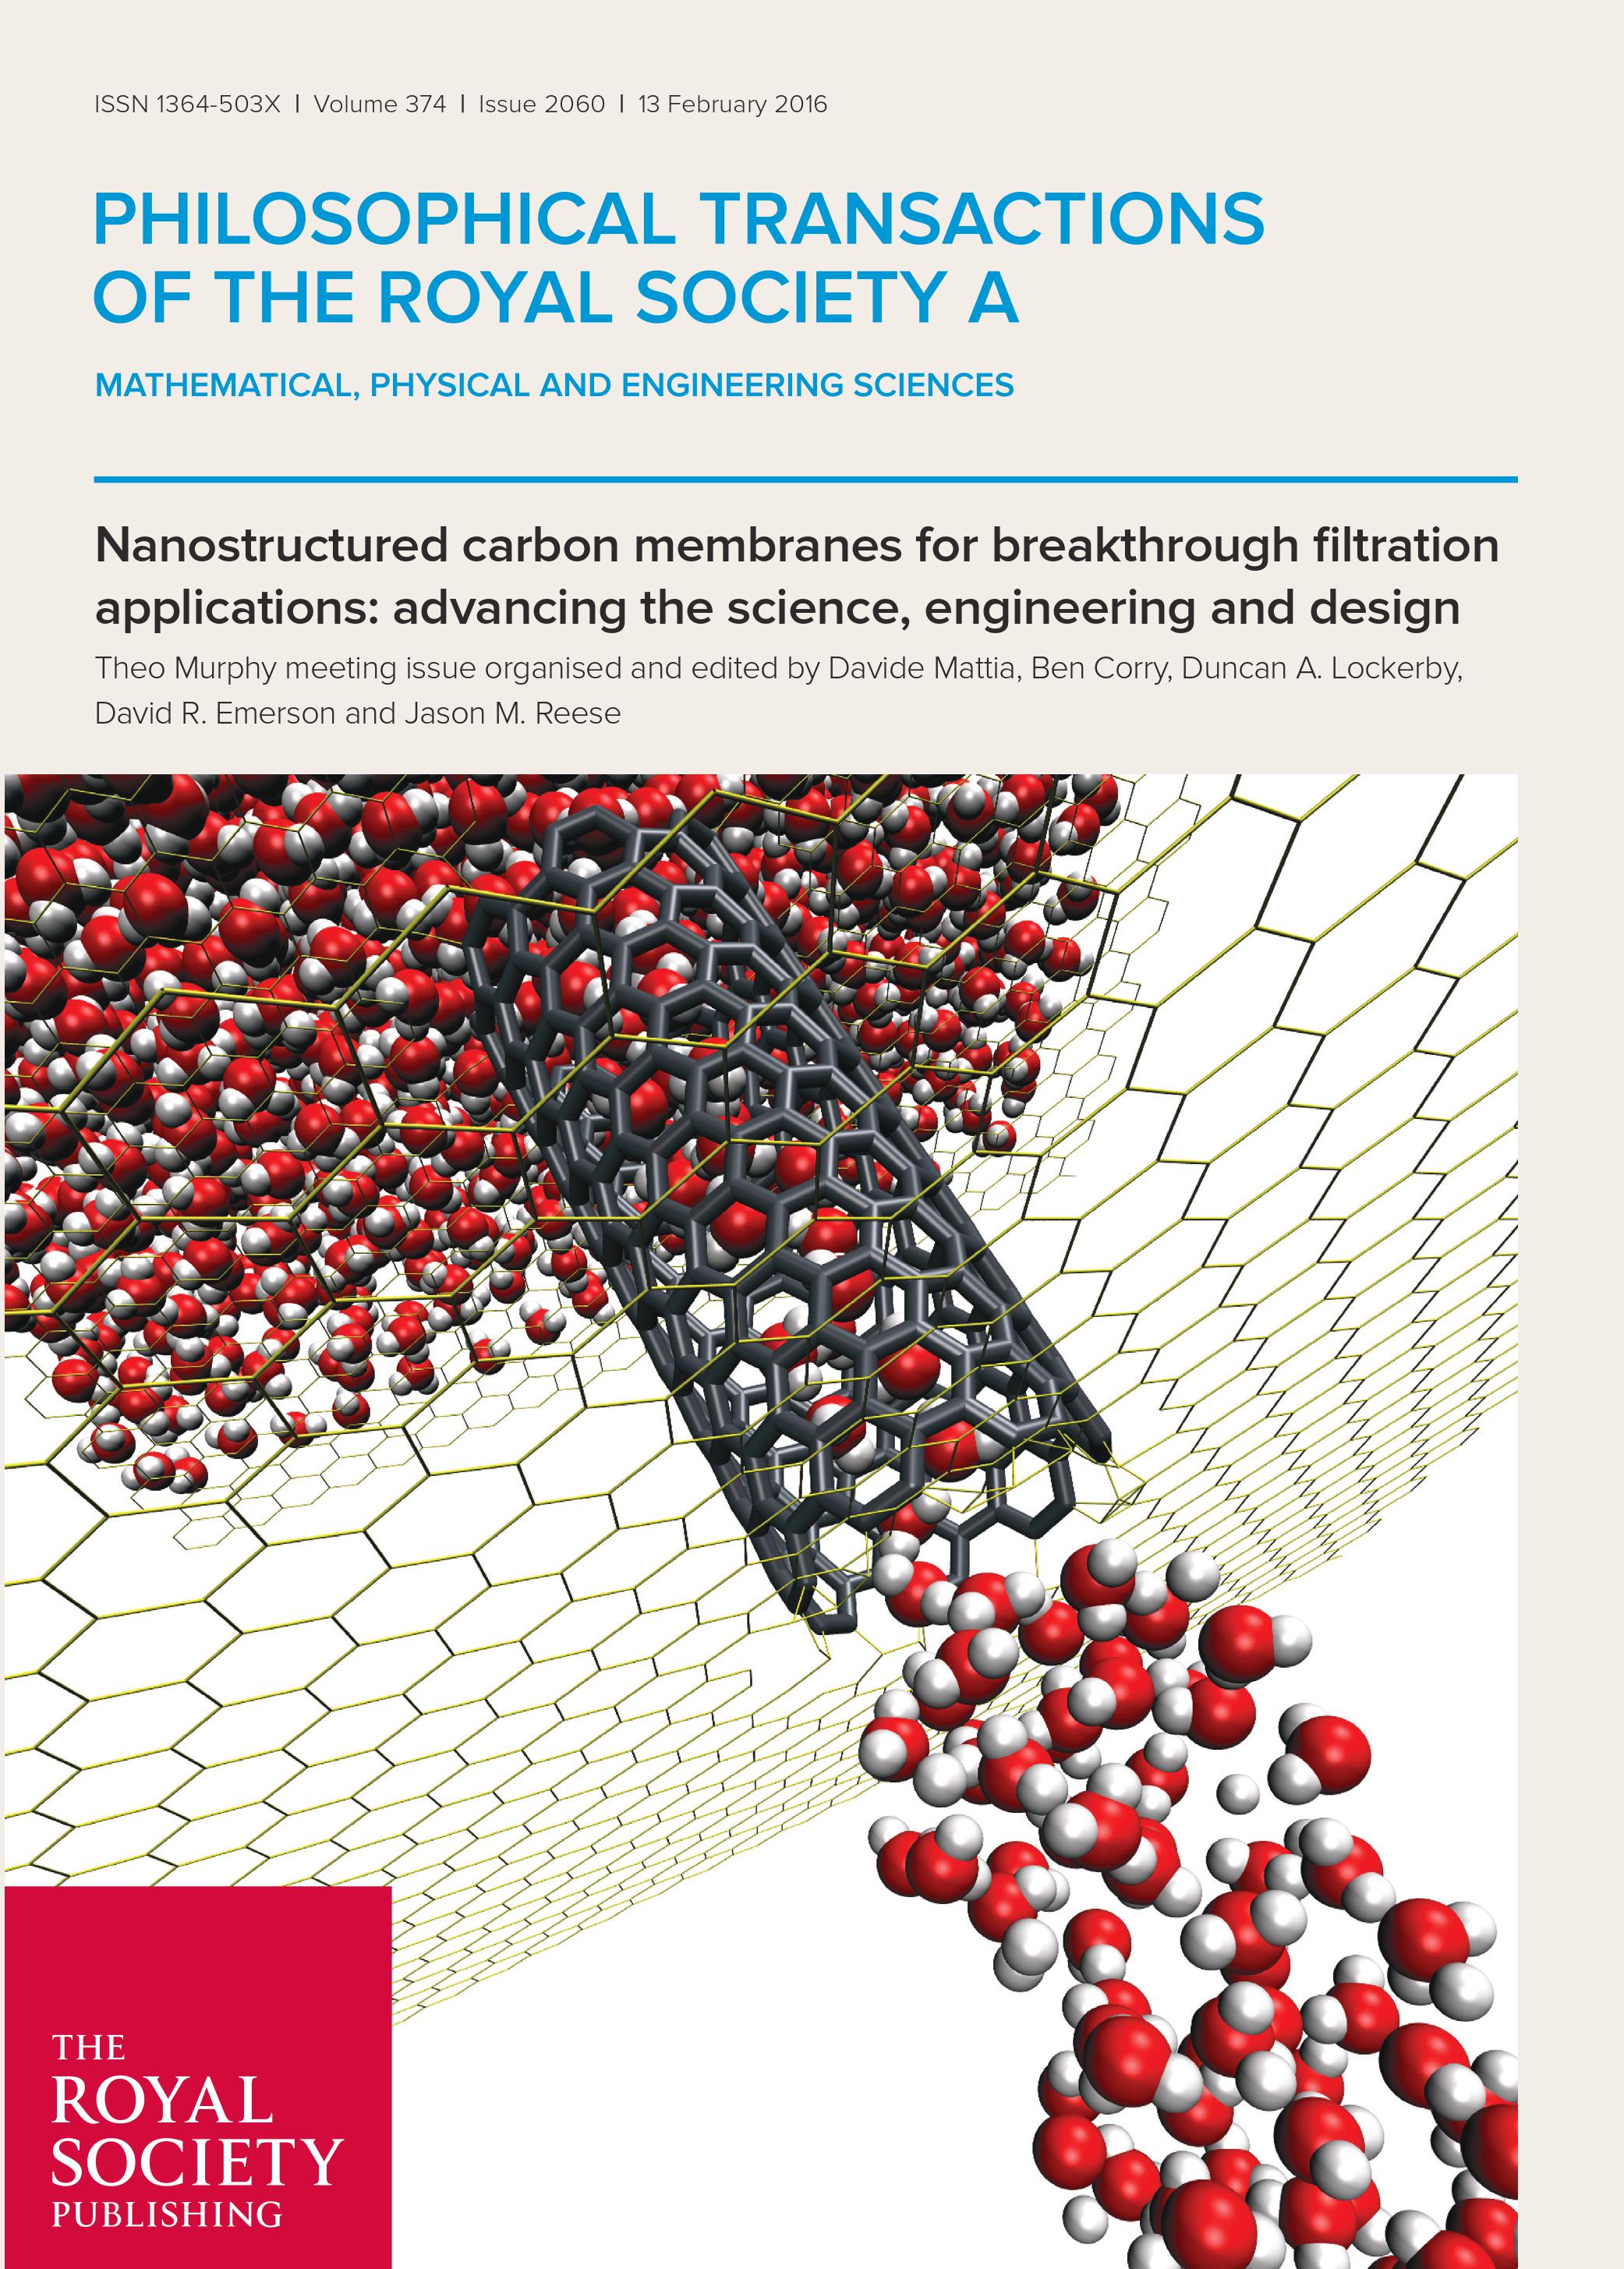 ISSN 1364-503X | Volume 374 | Issue 2060 | 13 February 2016
PHILOSOPHICAL TRANSACTIONS
OF THE ROYAL SOCIETY A
MATHEMATICAL, PHYSICAL AND ENGINEERING SCIENCES
Nanostructured carbon membranes for breakthrough filtration
applications: advancing the science, engineering and design
Theo Murphy meeting issue organised and edited by Davide Mattia, Ben Corry, Duncan A. Lockerby,
David R. Emerson and Jason M. Reese
THE
ROYAL
SOCIETY
PUBLISHING